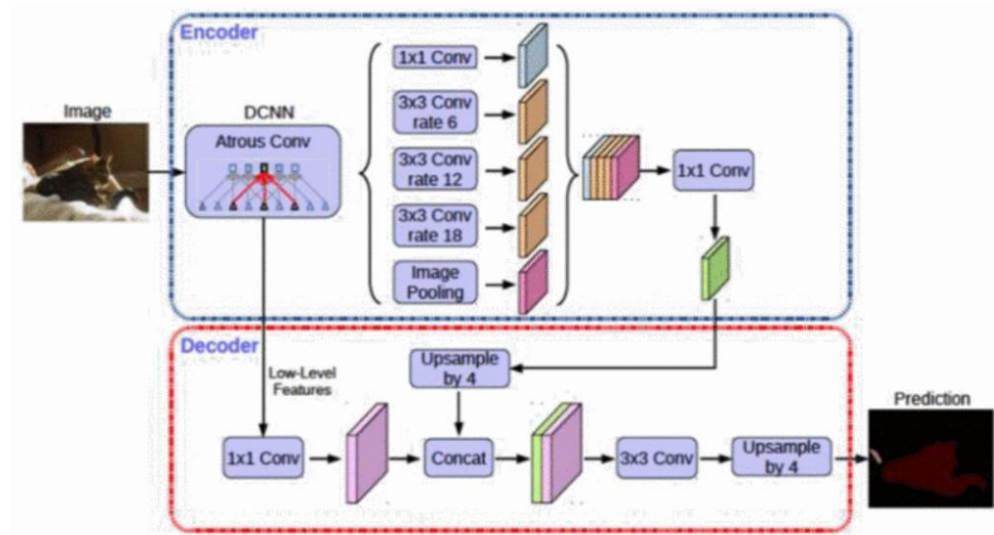 Encoder
Image
DCNN
Atrous Conv
1x1 Conv
3x3 Conv
rate 6
3x3 Conv
rate 12
3x3 Conv
rate 18
Image
Pooling
1x1 Conv
Decoder
Low-Level
Features
Upsample
by 4
1x1 Conv
Concat
3x3 Conv
Upsample
by 4
Prediction